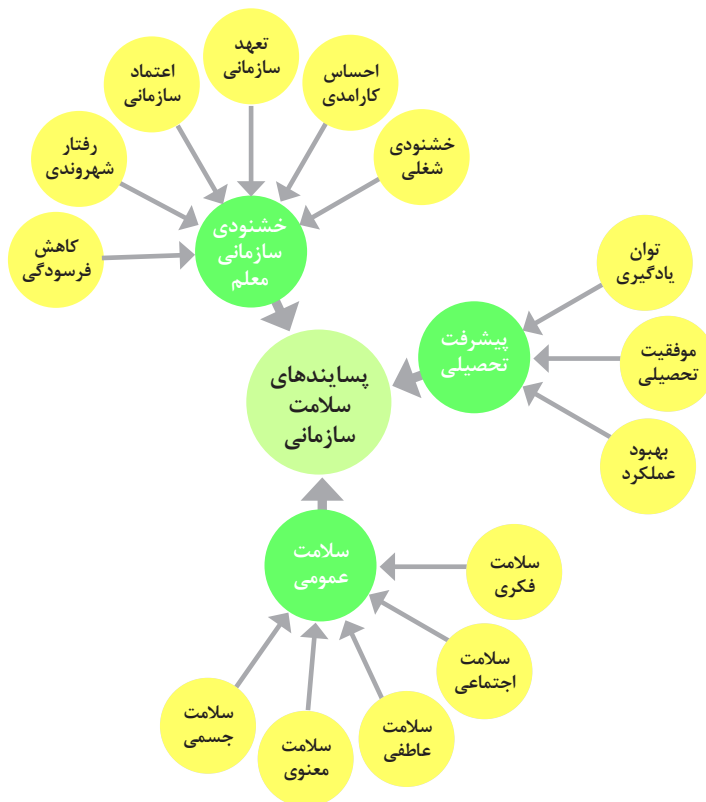 تعهد
سازمانی
احساس
کارامدی
اعتماد
سازمانی
خشنودی
شغلی
رفتار
شهروندی
کاهش
فرسودگی
خشنودی
سازمانی
معلم
توان
یادگیری
پیشرفت
تحصیلی
موفقیت
تحصیلی
بهبود
عملکرد
پسایندهای
سلامت
سازمانی
سلامت
عمومی
سلامت
فکری
سلامت
اجتماعی
سلامت
عاطفی
سلامت
معنوی
سلامت
جسمی